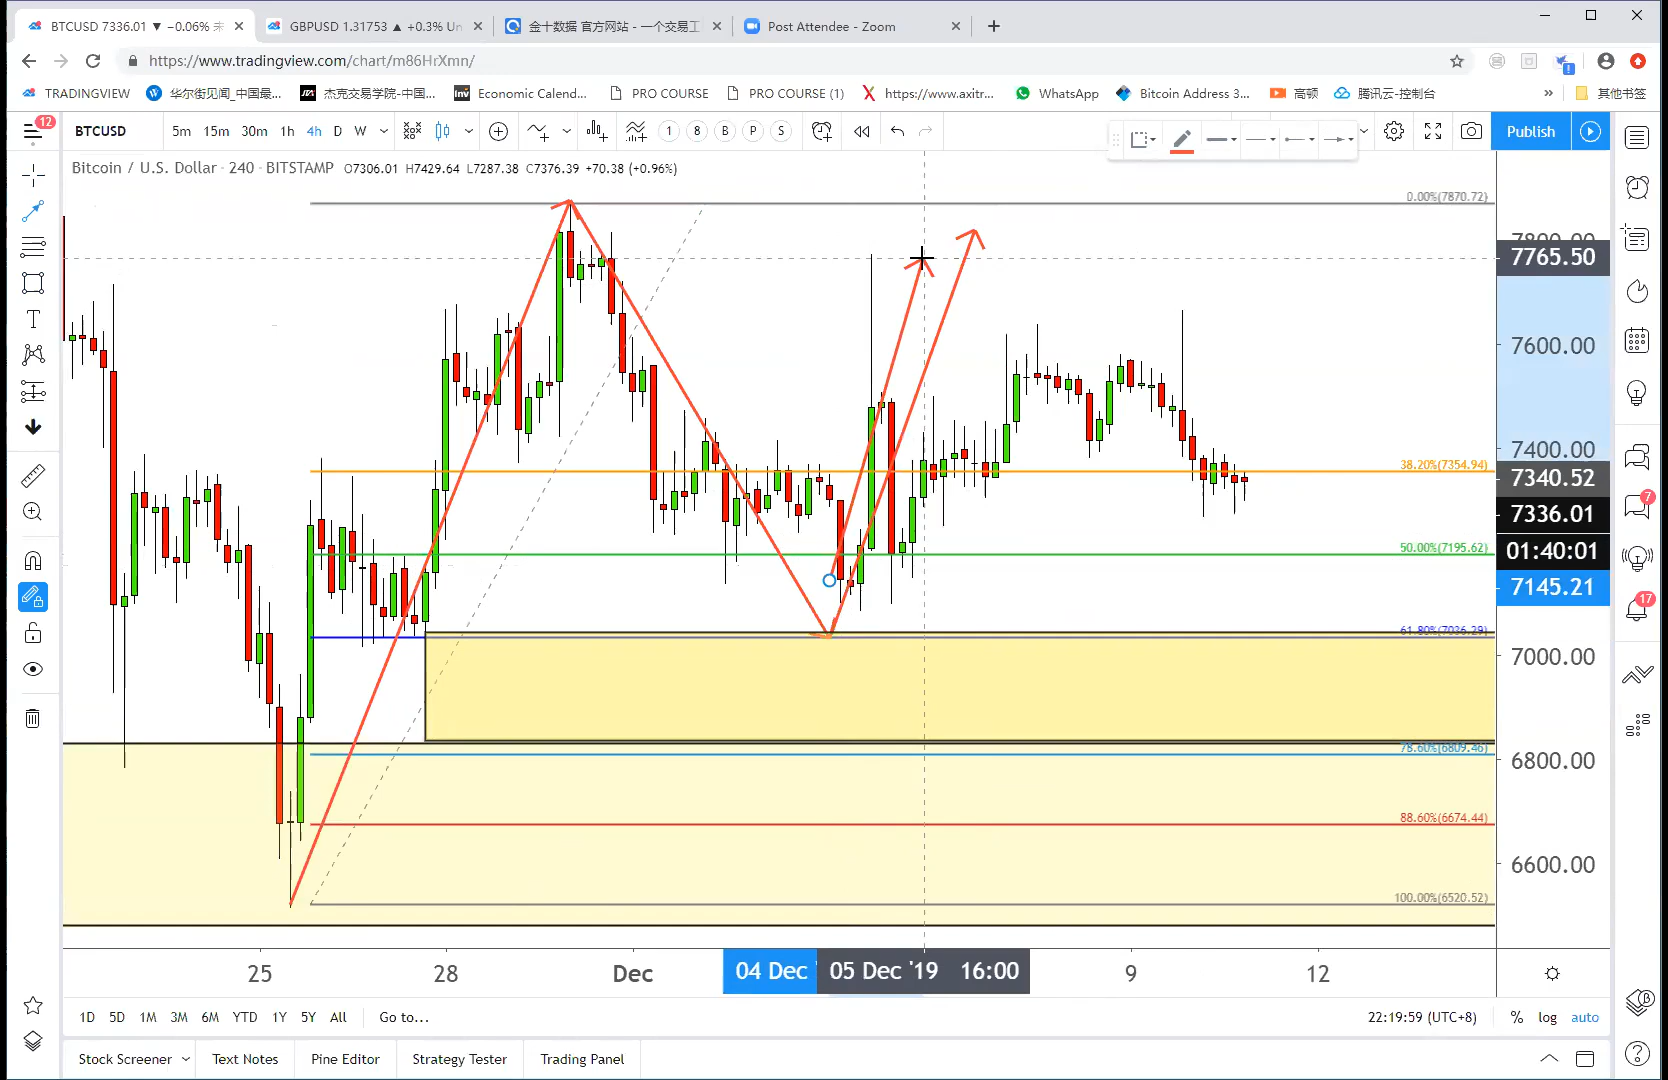 BTCUSD 7336.01 ▼ −0.06%
GBPUSD 1.31753 ▲ +0.3% Un
金十数据 官方网站 - 一个交易工
Post Attendee - Zoom
https://www.tradingview.com/chart/m86HrXmn/
TRADINGVIEW
华尔街见闻_中国最...
杰克交易学院-中国...
Inv
Economic Calend...
PRO COURSE
PRO COURSE (1)
https://www.axitr...
WhatsApp
Bitcoin Address 3...
高顿
腾讯云-控制台
»
其他书签
12
BTCUSD
5m 15m 30m 1h 4h D W
1 8 B P S
Publish
Bitcoin / U.S. Dollar · 240 · BITSTAMP O7306.01 H7429.64 L7287.38 C7376.39 +70.38 (+0.96%)
0.00%(7870.72)
7800.00
7765.50
7600.00
7400.00
38.20%(7354.94)
7340.52
7336.01
01:40:01
50.00%(7195.62)
7145.21
61.80%(7036.29)
7000.00
78.60%(6809.46)
6800.00
88.60%(6674.44)
6600.00
100.00%(6520.52)
7
17
25 28 Dec 04 Dec ' 05 Dec '19 16:00 9 12
1D 5D 1M 3M 6M YTD 1Y 5Y All Go to... 22:19:59 (UTC+8) % log auto
Stock Screener Text Notes Pine Editor Strategy Tester Trading Panel